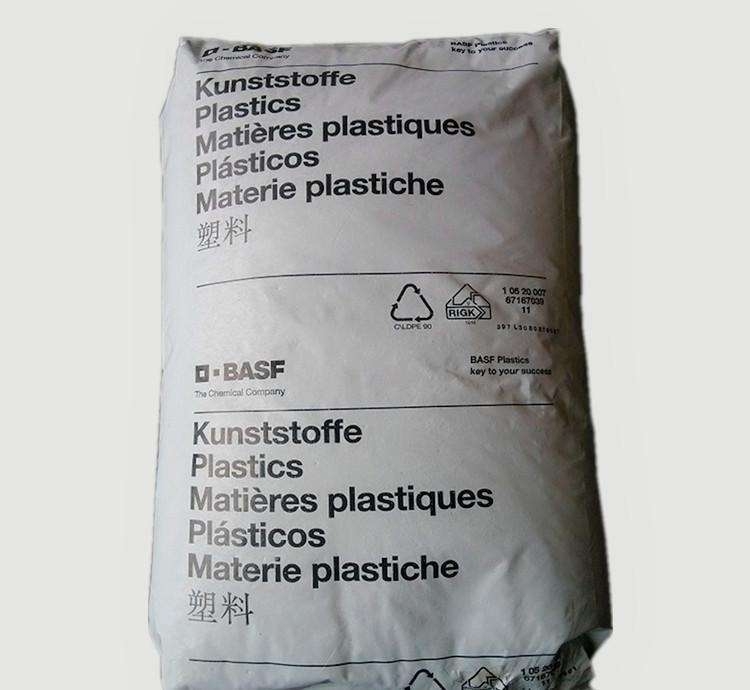 BASF
The Chemical Company
BASF Plastics
key to your success
Kunststoffe
Plastics
Matières plastiques
Plásticos
Materie plastiche
塑料
C\LDPE 90
RIGK
1 06 20 007
67167039
11
BASF
The Chemical Company
BASF Plastics
key to your success
Kunststoffe
Plastics
Matières plastiques
Plásticos
Materie plastiche
塑料